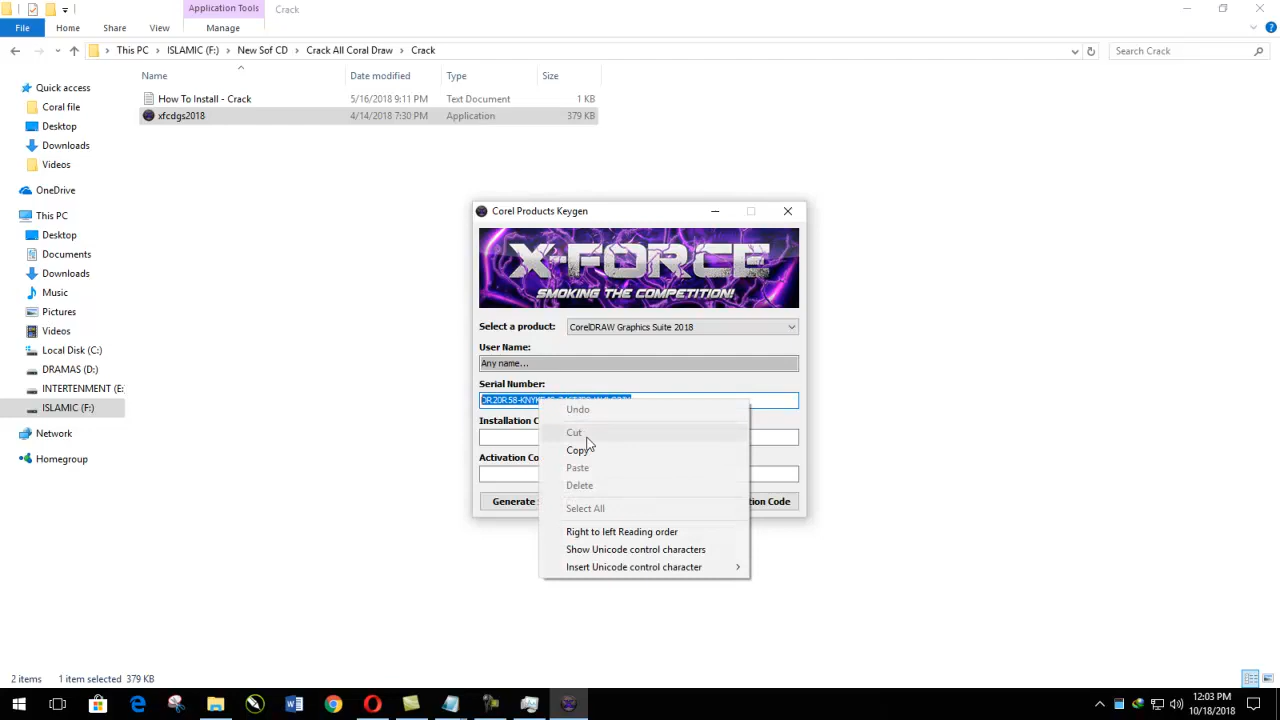 Application Tools
Crack
File
Home
Share
View
Manage
This PC
ISLAMIC (F:)
New Sof CD
Crack All Coral Draw
Crack
Search Crack
Name
Date modified
Type
Size
How To Install - Crack
5/16/2018 9:11 PM
Text Document
1 KB
xfcdgs2018
4/14/2018 7:30 PM
Application
379 KB
Quick access
Coral file
Desktop
Downloads
Videos
OneDrive
This PC
Desktop
Documents
Downloads
Music
Pictures
Videos
Local Disk (C:)
DRAMAS (D:)
INTERTENMENT (E:
ISLAMIC (F:)
Network
Homegroup
Corel Products Keygen
X-FORCE
SMOKING THE COMPETITION!
Select a product:
CorelDRAW Graphics Suite 2018
User Name:
Any name...
Serial Number:
Installation C
Activation Co
Generate
tion Code
Undo
Cut
Copy
Paste
Delete
Select All
Right to left Reading order
Show Unicode control characters
Insert Unicode control character
2 items
1 item selected
379 KB
12:03 PM
10/18/2018